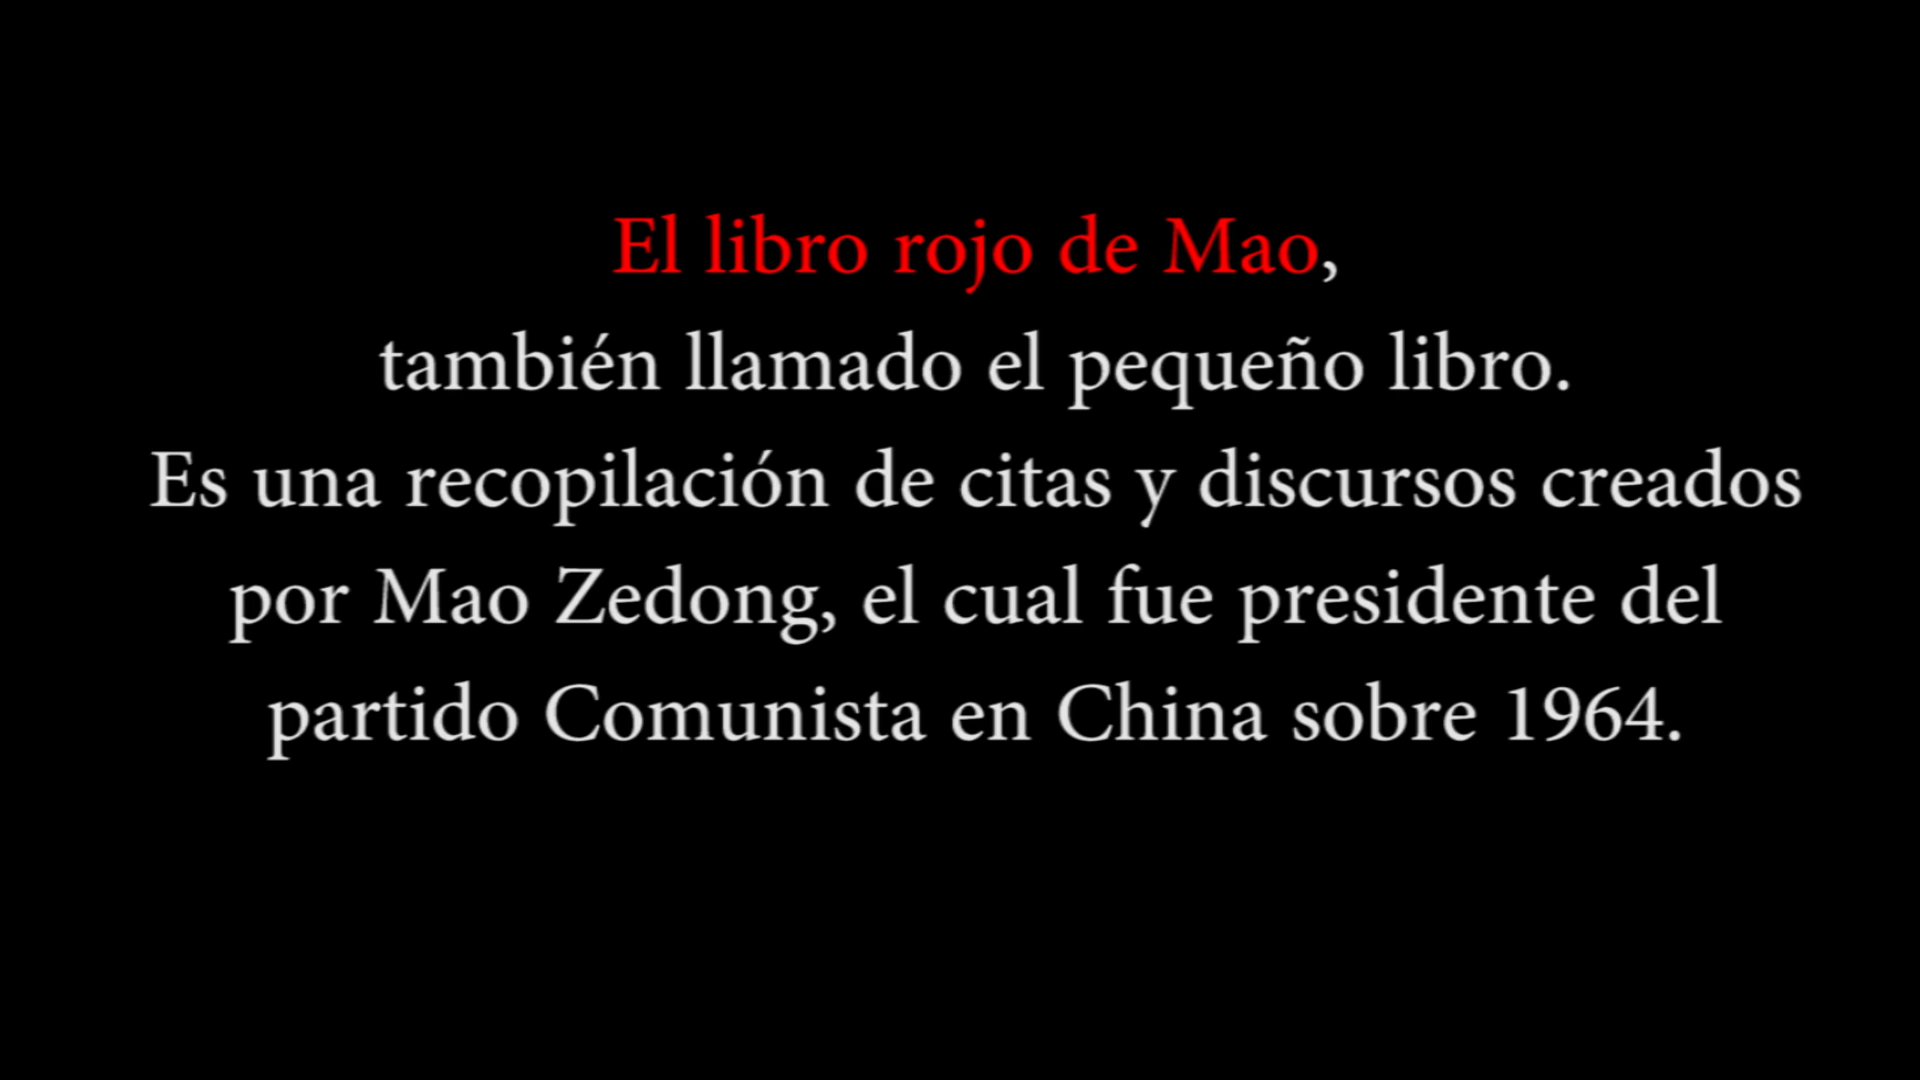 El libro rojo de Mao,
también llamado el pequeño libro.
Es una recopilación de citas y discursos creados
por Mao Zedong, el cual fue presidente del
partido Comunista en China sobre 1964.